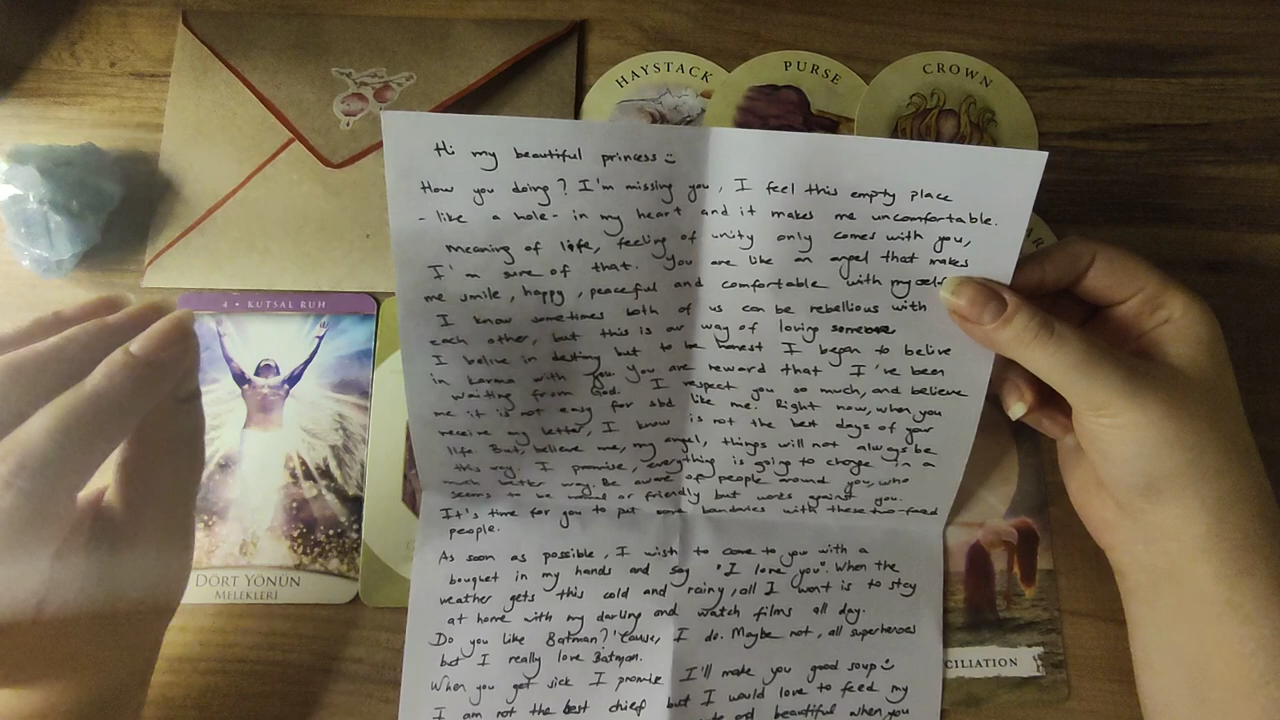 HAYSTACK
PURSE
CROWN
Hi my beautiful princess
How you doing? I'm missing you, I feel this empty place
- like a hole - in my heart and it makes me uncomfortable.
Meaning of life, feeling of unity only comes with you,
I'm sure of that. You are like an angel that makes
me smile, happy, peaceful and comfortable with myself
I know sometimes both of us can be rebellious with
each other, but this is our way of loving someone
I belive in destiny but to be honest I began to belive
in karma with you. You are reward that I've been
waiting from God. I respect you so much, and believe
me it is not easy for sbd like me. Right now, when you
receive my letter, I know is not the best days of your
life. But, believe me, my angel, things will not always be
this way. I promise, everything is going to change in a
much better way. Be aware of people around you, who
seems to be normal or friendly but works against you.
It's time for you to put some bandaries with these two-faed
people.
As soon as possible, I wish to come to you with a
bouquet in my hands and say "I love you". When the
weather gets this cold and rainy, all I want is to stay
at home with my darling and watch films all day.
Do you like Batman? 'Cause, I do. Maybe not, all superheroes
but I really love Batman.
When you get sick I promise I'll make you good soup
I am not the best chief but I would love to feed my
beautiful when you
4 • KUTSAL RUH
DÖRT YÖNÜN
MELEKLERİ
CILIATION